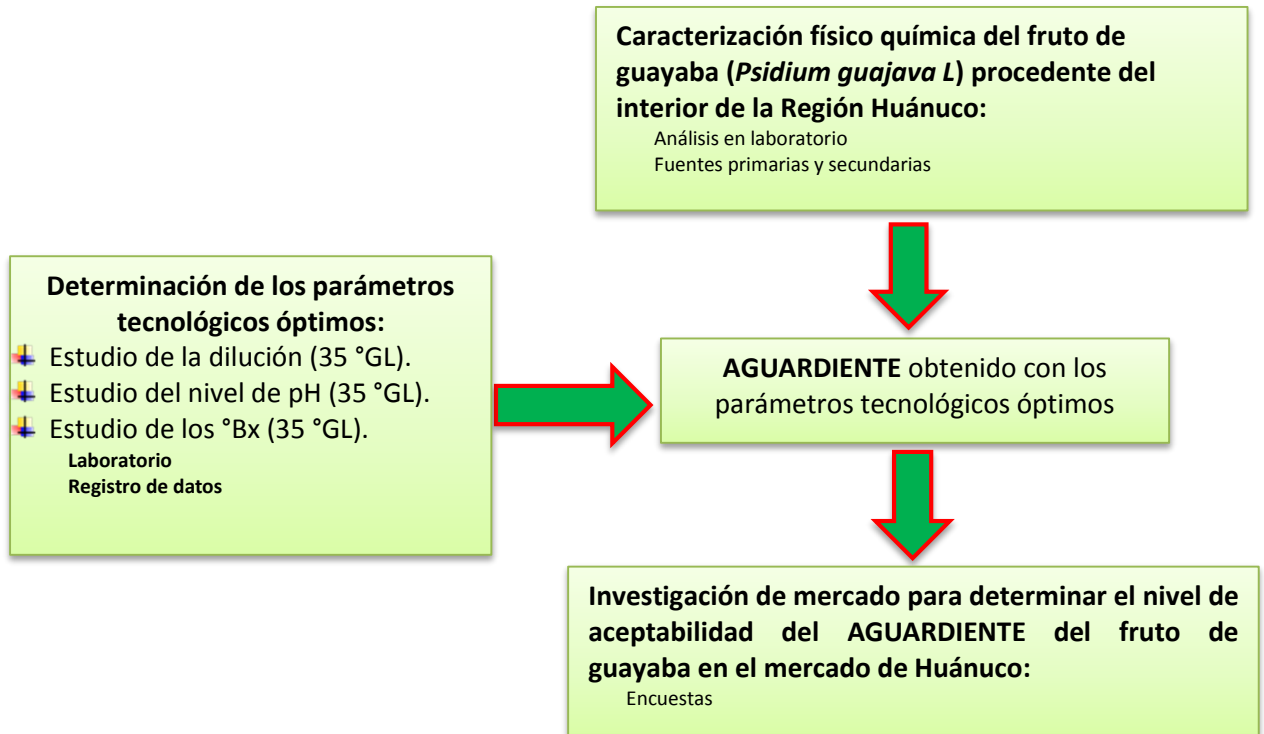 Caracterización físico química del fruto de
guayaba (Psidium guajava L) procedente del
interior de la Región Huánuco:
Análisis en laboratorio
Fuentes primarias y secundarias
Determinación de los parámetros
tecnológicos óptimos:
Estudio de la dilución (35 °GL).
Estudio del nivel de pH (35 °GL).
Estudio de los °Bx (35 °GL).
Laboratorio
Registro de datos
AGUARDIENTE obtenido con los
parámetros tecnológicos óptimos
Investigación de mercado para determinar el nivel de
aceptabilidad del AGUARDIENTE del fruto de
guayaba en el mercado de Huánuco:
Encuestas